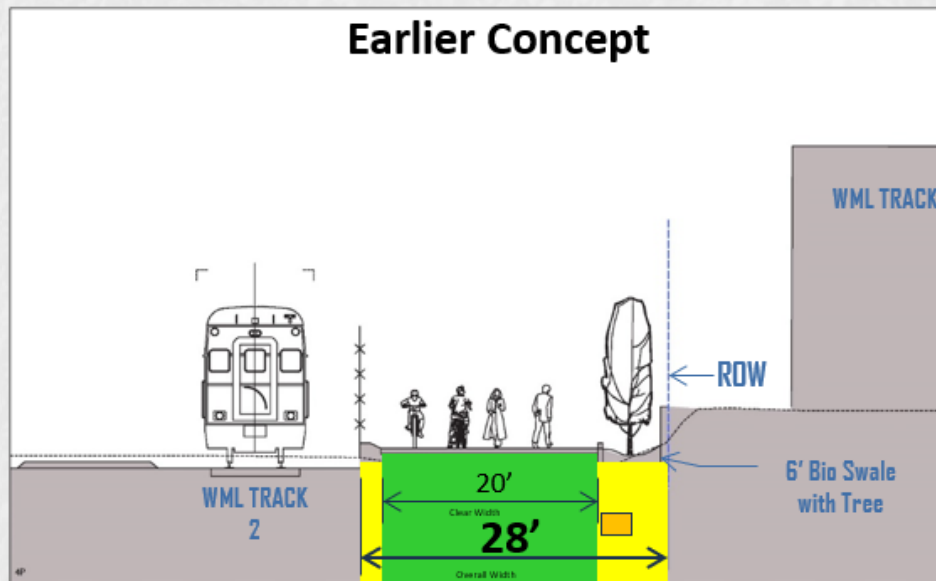 Earlier Concept
WML TRACK
ROW
6' Bio Swale
with Tree
WML TRACK
2
20'
Clear Width
28'
Overall Width
4P